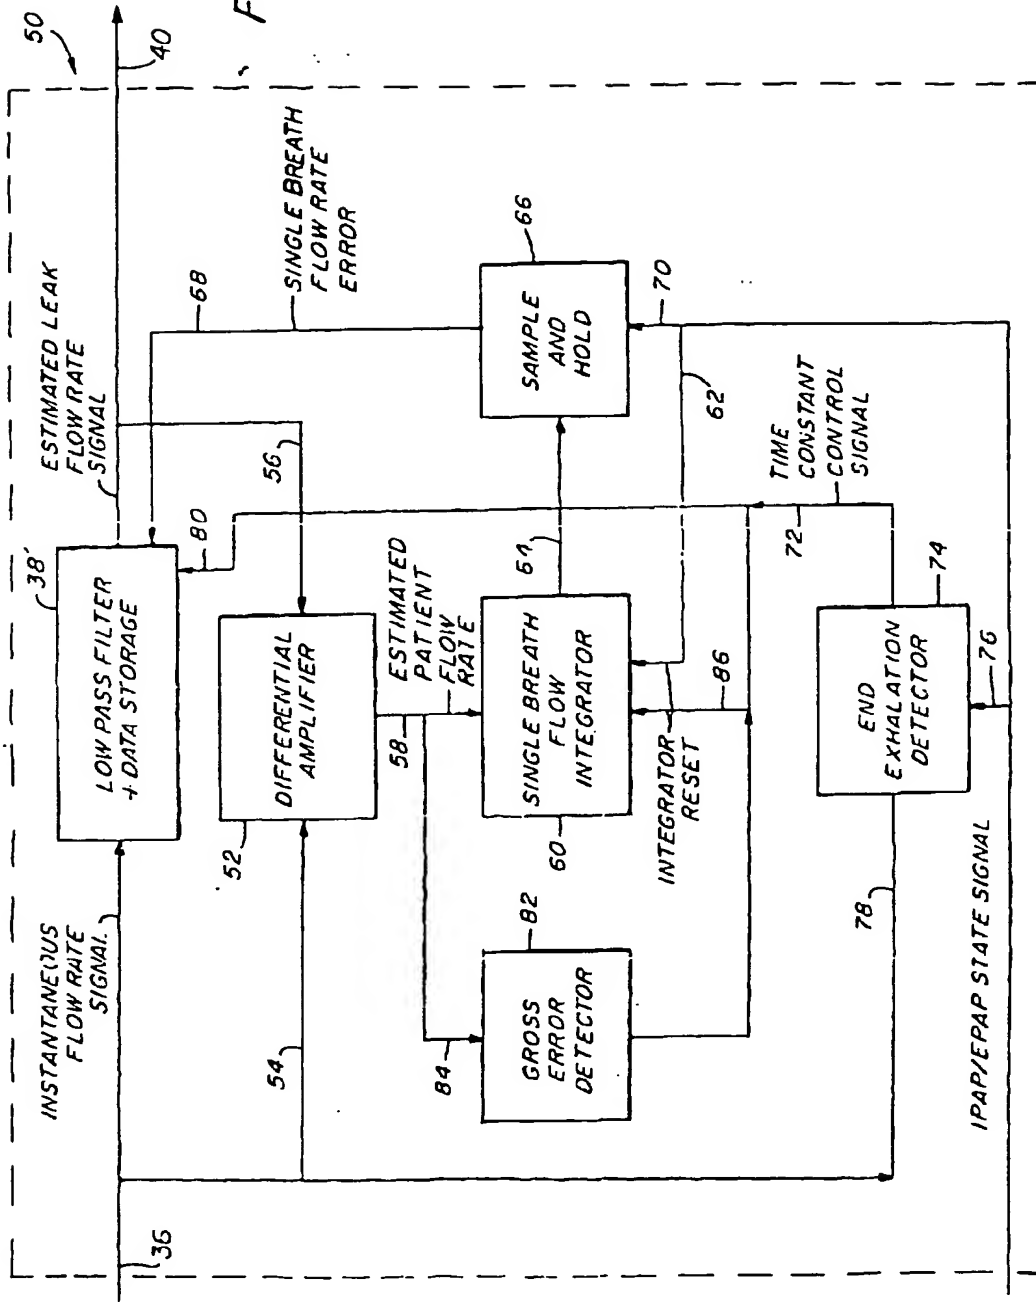 50
40
F
36
INSTANTANEOUS
FLOW RATE
SIGNAL
38'
LOW PASS FILTER
+ DATA STORAGE
ESTIMATED LEAK
FLOW RATE
SIGNAL
80
68
SINGLE BREATH
FLOW RATE
ERROR
54
52
DIFFERENTIAL
AMPLIFIER
56
58
ESTIMATED
PATIENT
FLOW
RATE
84
82
GROSS
ERROR
DETECTOR
60
SINGLE BREATH
FLOW
INTEGRATOR
64
66
SAMPLE
AND
HOLD
70
62
INTEGRATOR
RESET
86
72
TIME
CONSTANT
CONTROL
SIGNAL
78
74
END
EXHALATION
DETECTOR
76
IPAP/EPAP STATE SIGNAL